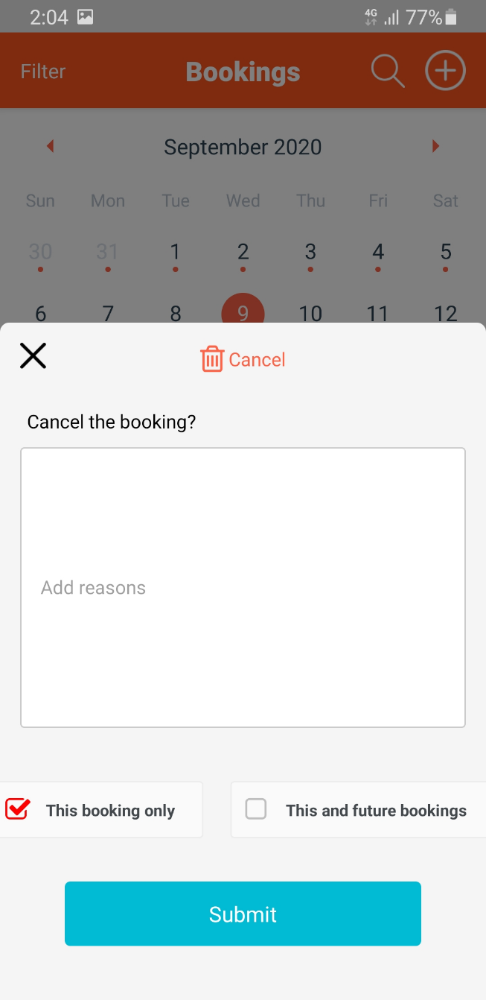 2:04 4G 77%
Filter Bookings
September 2020
Sun Mon Tue Wed Thu Fri Sat
30 31 1 2 3 4 5
6 7 8 9 10 11 12
Cancel
Cancel the booking?
Add reasons
This booking only This and future bookings
Submit